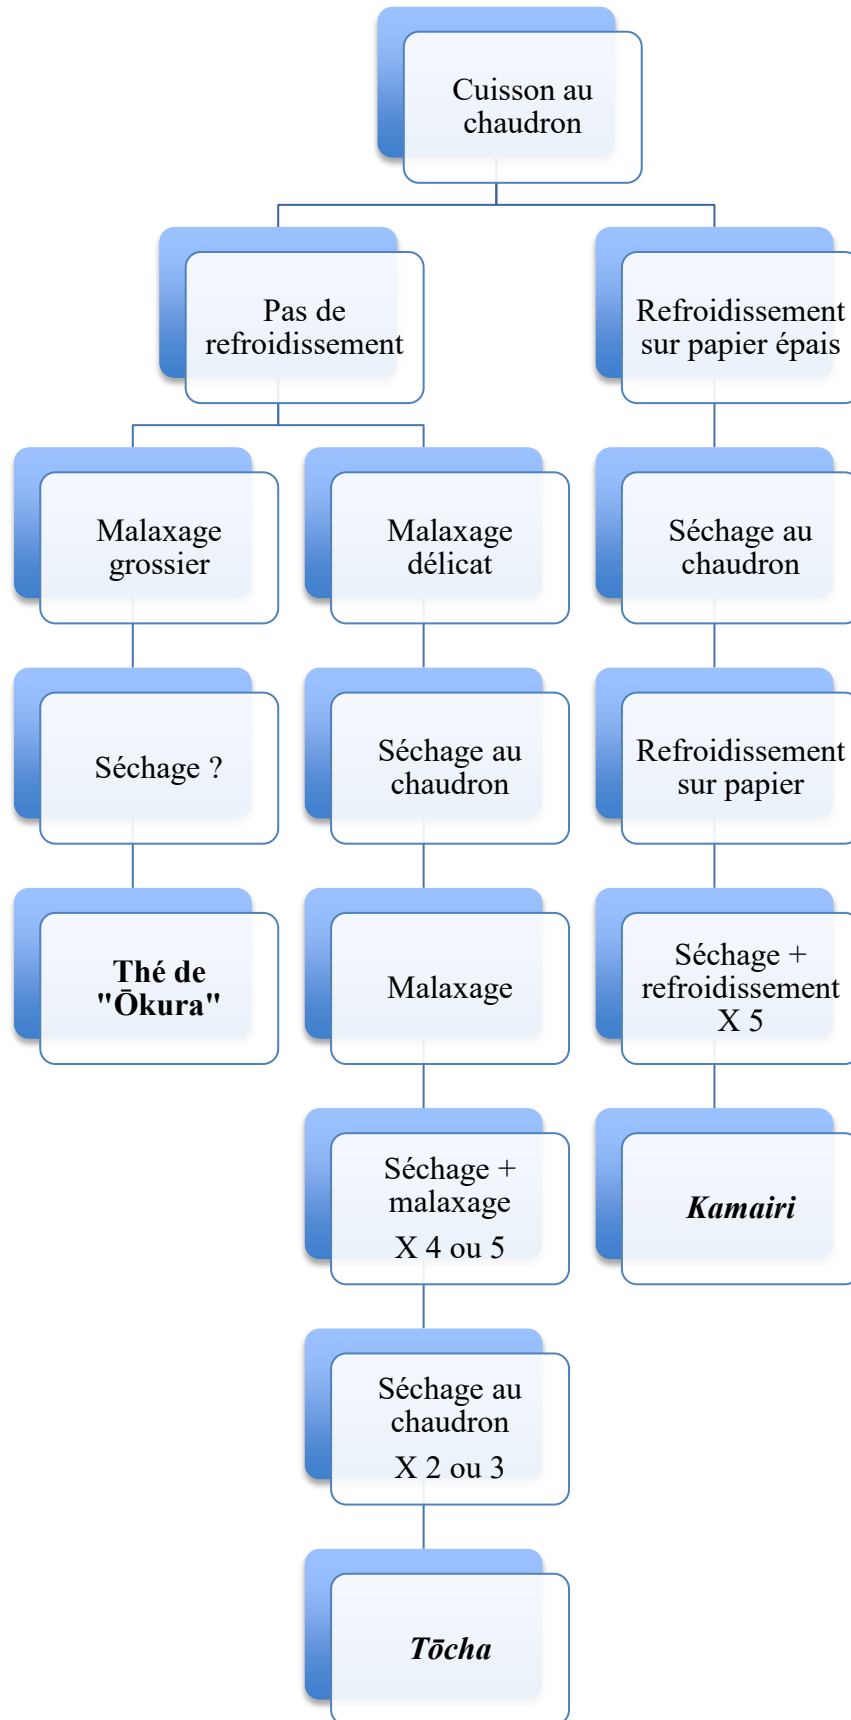 Cuisson au
chaudron
Pas de
refroidissement
Refroidissement
sur papier épais
Malaxage
grossier
Malaxage
délicat
Séchage au
chaudron
Séchage ?
Séchage au
chaudron
Refroidissement
sur papier
Thé de
"Ōkura"
Malaxage
Séchage +
refroidissement
X 5
Séchage +
malaxage
X 4 ou 5
Kamairi
Séchage au
chaudron
X 2 ou 3
Tōcha